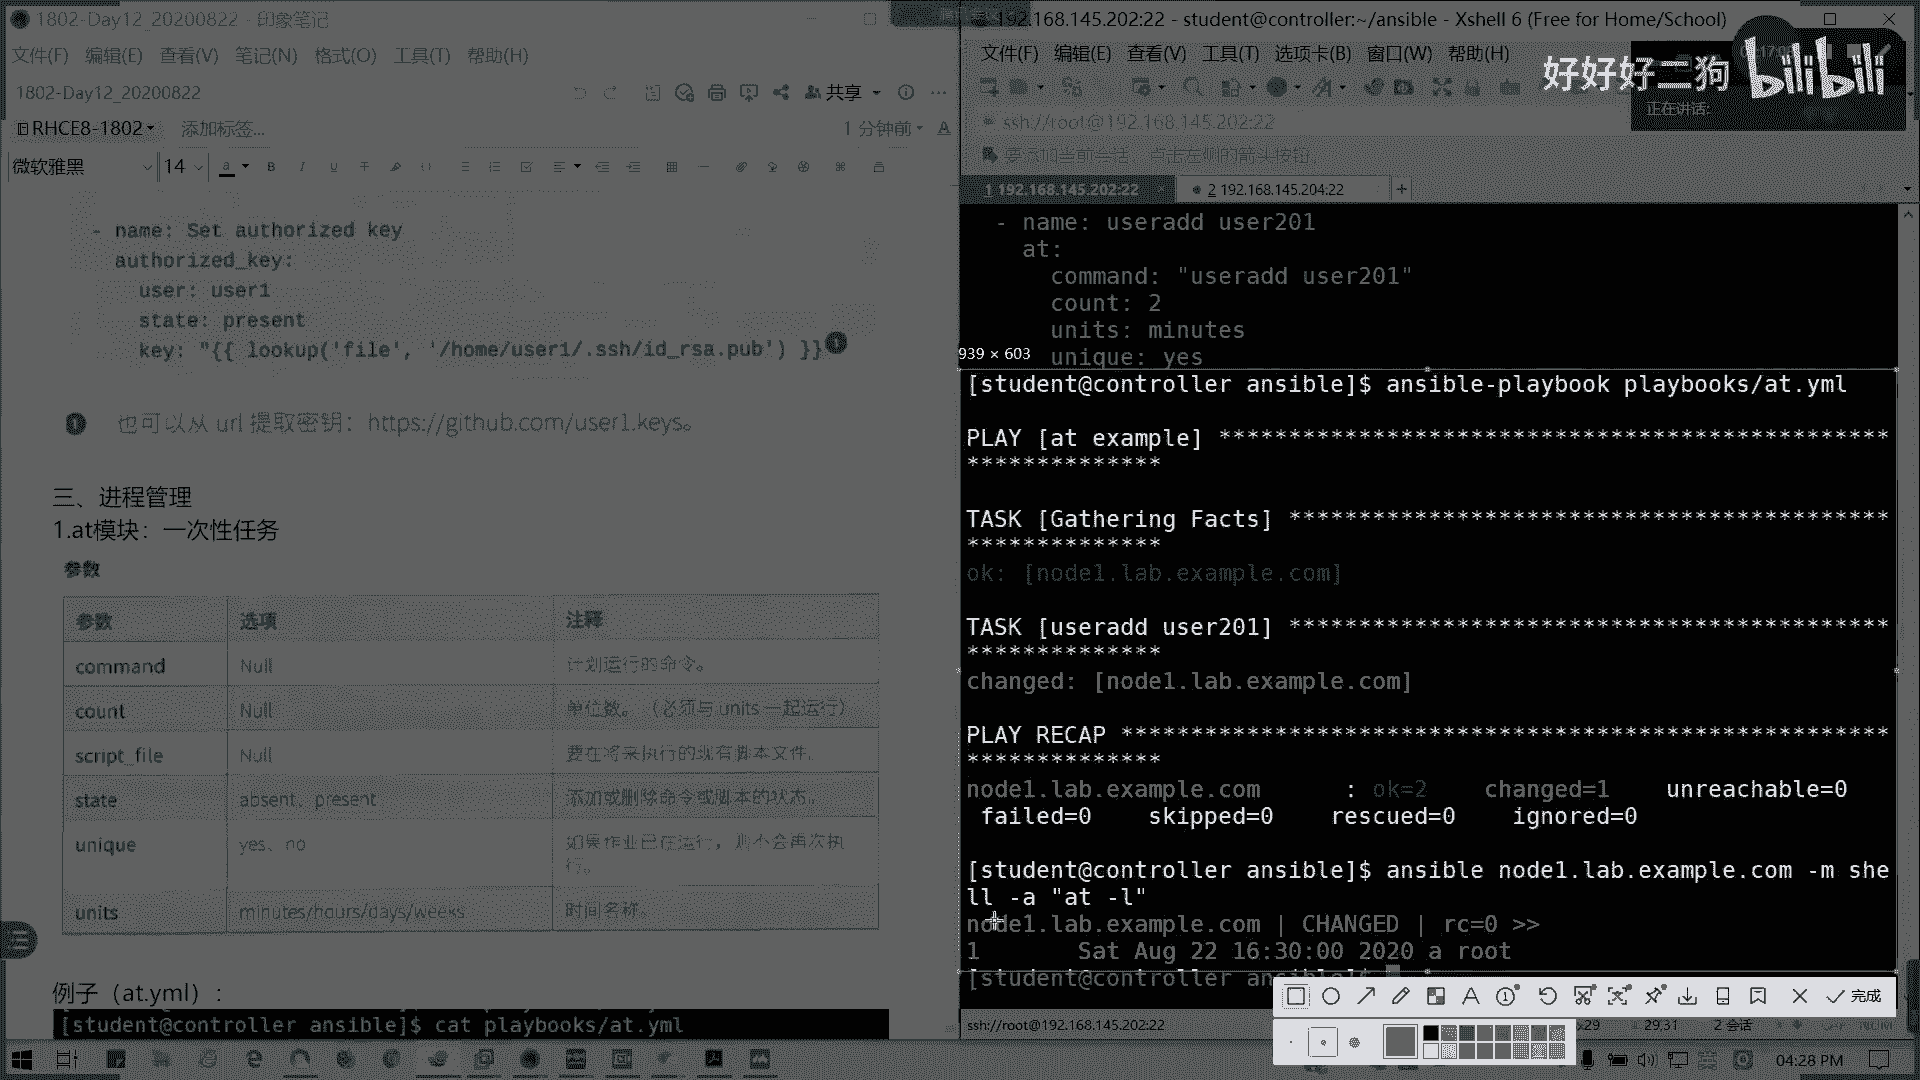 1802-Day12_20200822 - 印象笔记
文件(F) 编辑(E) 查看(V) 笔记(N) 格式(O) 工具(T) 帮助(H)
1802-Day12_20200822
共享
RHCE8-1802
添加标签...
1 分钟前
微软雅黑
14
- name: Set authorized key
authorized_key:
user: user1
state: present
key: "{{ lookup('file', '/home/user1/.ssh/id_rsa.pub') }}
1
1 也可以从 url 提取密钥：https://github.com/user1.keys。
三、进程管理
1.at模块：一次性任务
参数
参数 选项 注释
command Null 计划运行的命令。
count Null 单位数。（必须与 units 一起运行）
script_file Null 要在将来执行的现有脚本文件。
state absent、present 添加或删除命令或脚本的状态。
unique yes、no 如果作业已在运行，则不会再次执行。
units minutes/hours/days/weeks 时间名称。
例子（at.yml）：
[student@controller ansible]$ cat playbooks/at.yml
192.168.145.202:22 - student@controller:~/ansible - Xshell 6 (Free for Home/School)
文件(F) 编辑(E) 查看(V) 工具(T) 选项卡(B) 窗口(W) 帮助(H)
好好好二狗 bilibili
正在讲话:
ssh://root@192.168.145.202:22
要添加当前会话，点击左侧的箭头按钮。
1 192.168.145.202:22
2 192.168.145.204:22
- name: useradd user201
at:
command: "useradd user201"
count: 2
units: minutes
unique: yes
939 × 603
[student@controller ansible]$ ansible-playbook playbooks/at.yml
PLAY [at example] ************************************************
**************
TASK [Gathering Facts] *******************************************
**************
ok: [node1.lab.example.com]
TASK [useradd user201] *******************************************
**************
changed: [node1.lab.example.com]
PLAY RECAP *******************************************************
**************
node1.lab.example.com : ok=2 changed=1 unreachable=0
failed=0 skipped=0 rescued=0 ignored=0
[student@controller ansible]$ ansible node1.lab.example.com -m she
ll -a "at -l"
node1.lab.example.com | CHANGED | rc=0 >>
1 Sat Aug 22 16:30:00 2020 a root
[student@controller ansible]$
完成
ssh://root@192.168.145.202:22
29,31
2 会话
04:28 PM